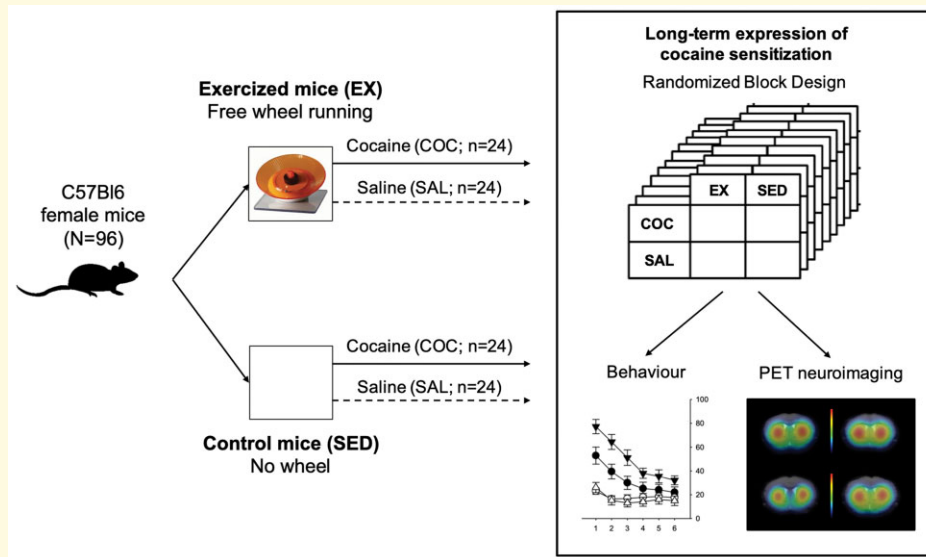 Long-term expression of
cocaine sensitization
Randomized Block Design
Exercized mice (EX)
Free wheel running
Cocaine (COC; n=24)
Saline (SAL; n=24)
C57Bl6
female mice
(N=96)
EX SED
COC
SAL
Cocaine (COC; n=24)
Saline (SAL; n=24)
Control mice (SED)
No wheel
Behaviour
PET neuroimaging
100
80
60
40
20
0
1 2 3 4 5 6